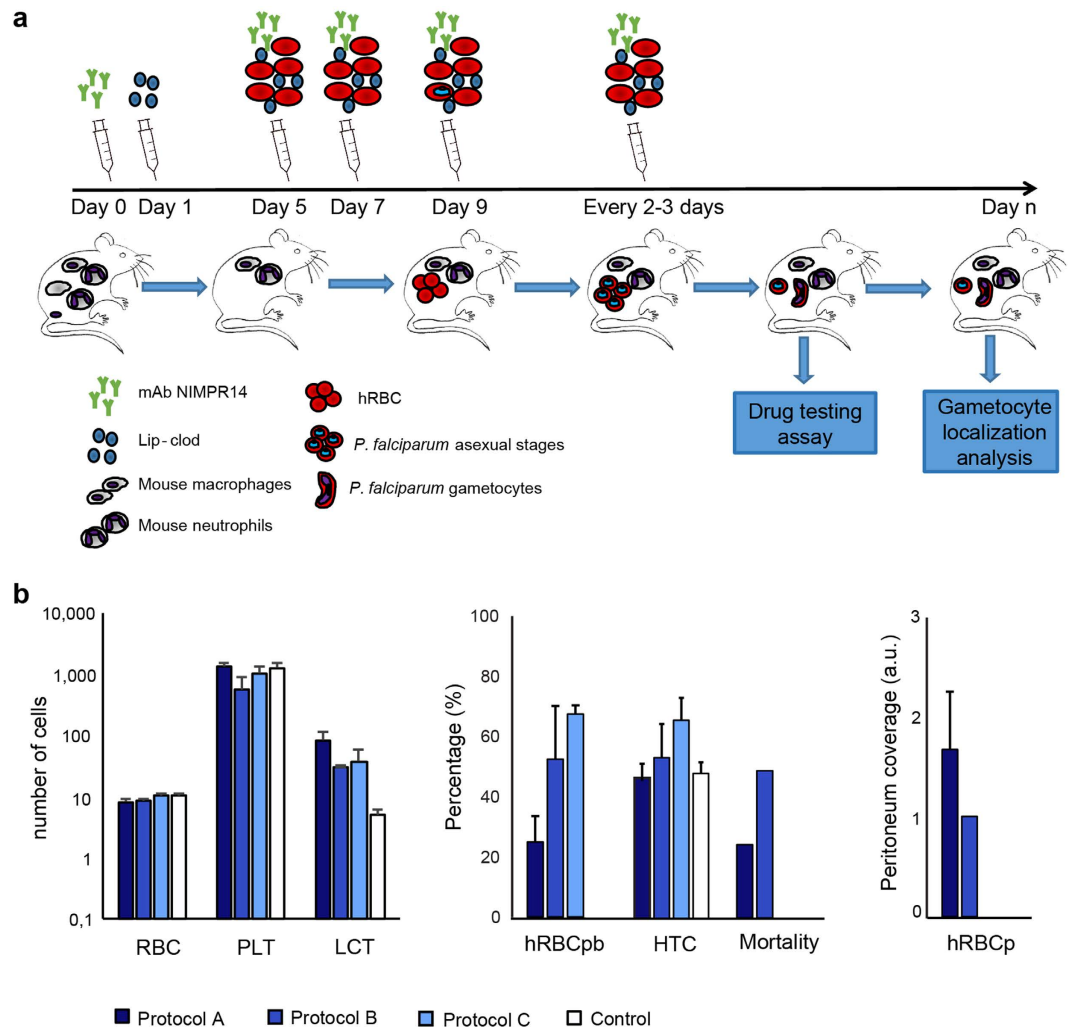 a
Day 0
Day 1
Day 5
Day 7
Day 9
Every 2-3 days
Day n
mAb NIMPR14
Lip-clod
Mouse macrophages
Mouse neutrophils
hRBC
P. falciparum asexual stages
P. falciparum gametocytes
Drug testing
assay
Gametocyte
localization
analysis
b
number of cells
10,000
1,000
100
10
1
0,1
RBC
PLT
LCT
Percentage (%)
100
80
60
40
20
0
hRBCpb
HTC
Mortality
Peritoneum coverage (a.u.)
3
2
1
0
hRBCp
Protocol A
Protocol B
Protocol C
Control